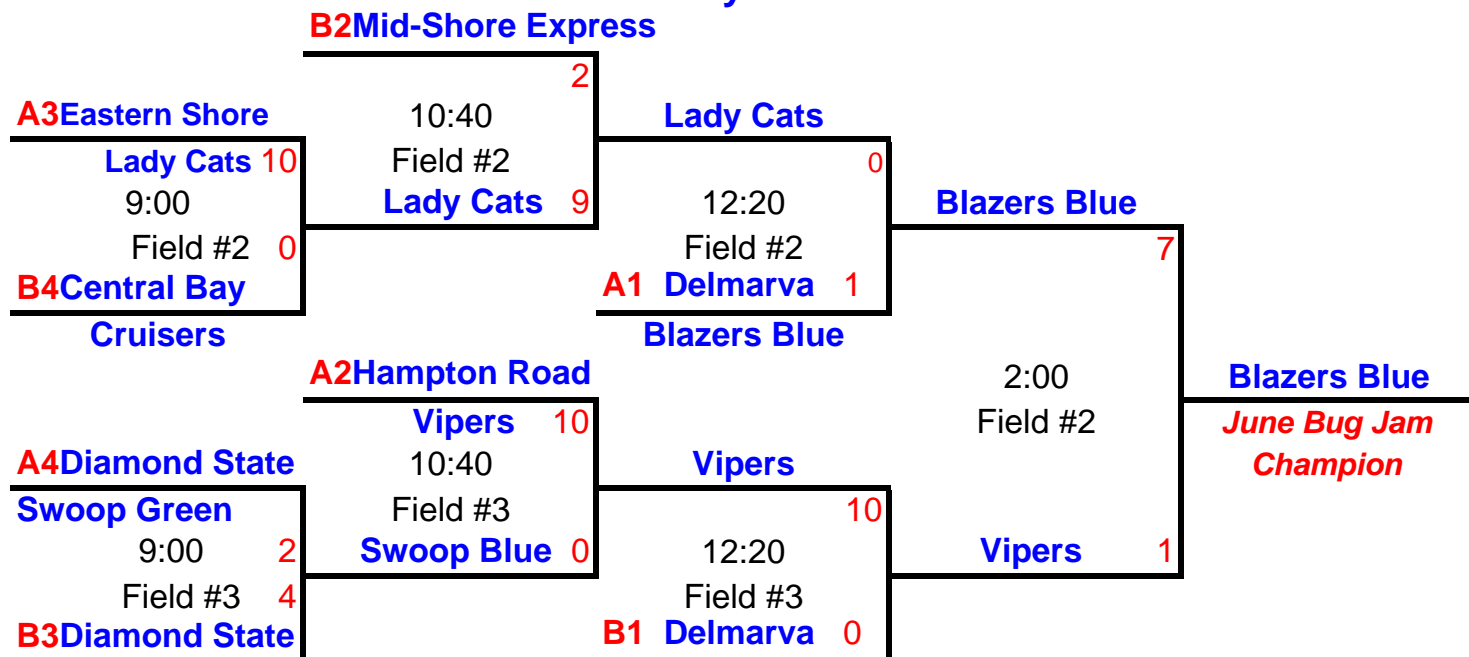 B2Mid-Shore Express
2
A3Eastern Shore
10:40
Lady Cats
Lady Cats 10
Field #2
0
9:00
Lady Cats 9
12:20
Blazers Blue
Field #2 0
Field #2
7
B4Central Bay
A1 Delmarva 1
Cruisers
Blazers Blue
A2Hampton Road
2:00
Blazers Blue
Vipers 10
Field #2
June Bug Jam
A4Diamond State
10:40
Vipers
Champion
Swoop Green
Field #3
10
9:00 2
Swoop Blue 0
12:20
Vipers 1
Field #3 4
Field #3
B3Diamond State
B1 Delmarva 0